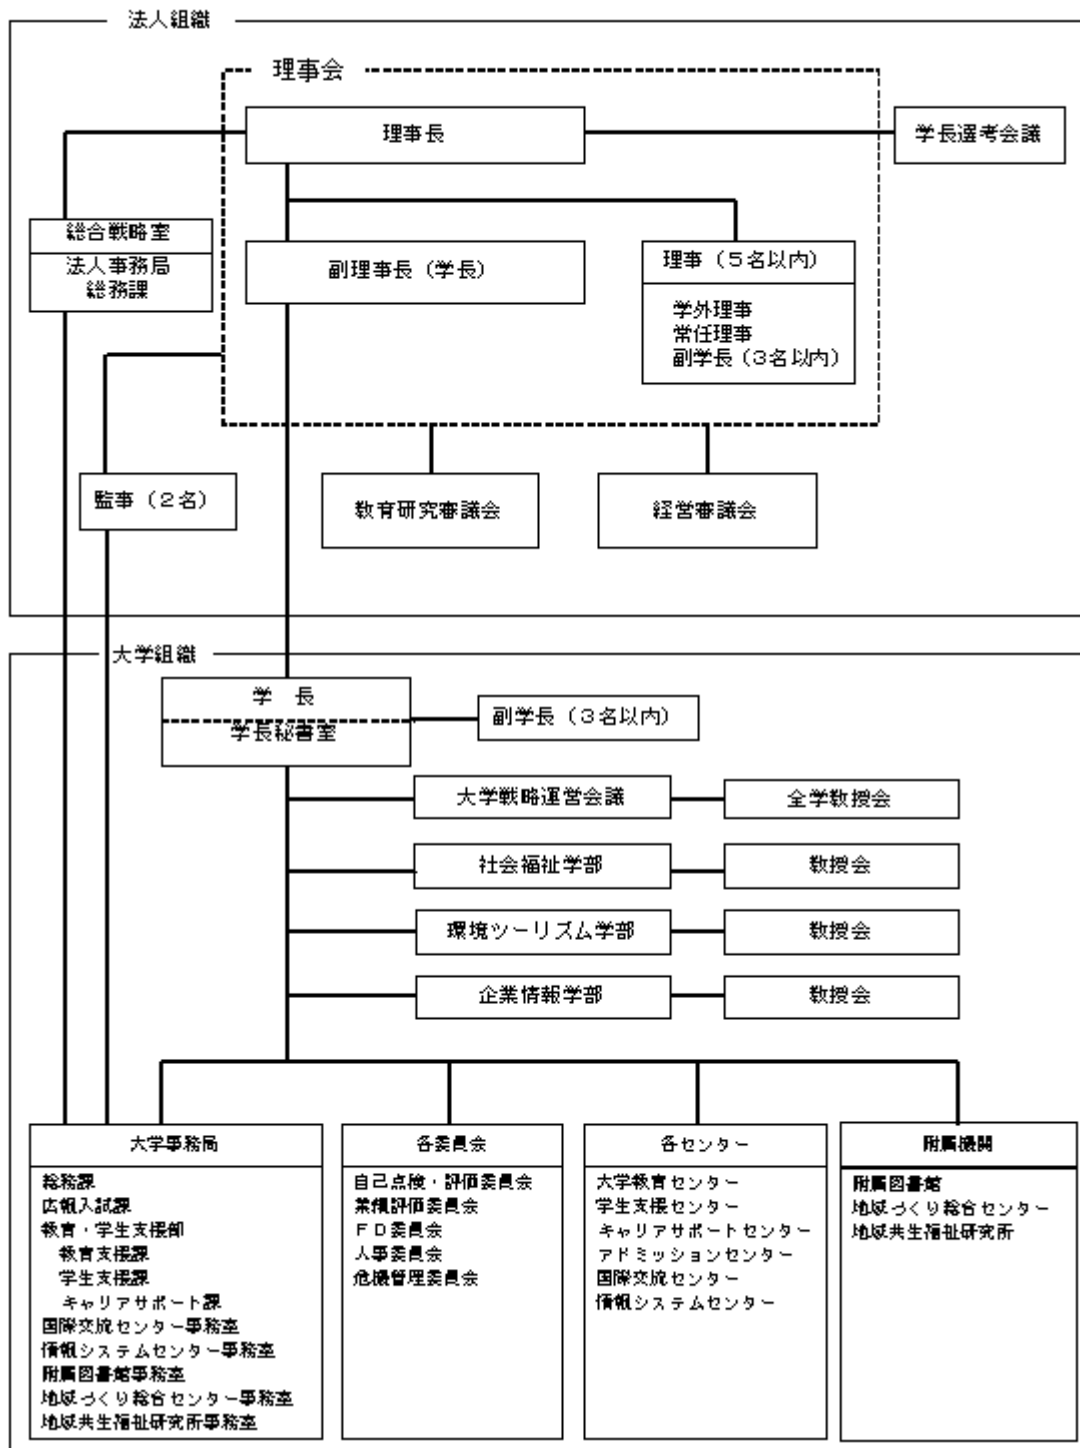 法人組織
理事会
理事長
学長選考会議
総合戦略室
法人事務局
総務課
副理事長（学長）
理事（５名以内）
学外理事
常任理事
副学長（３名以内）
監事（２名）
教育研究審議会
経営審議会
大学組織
学　長
学長秘書室
副学長（３名以内）
大学戦略運営会議
全学教授会
社会福祉学部
教授会
環境ツーリズム学部
教授会
企業情報学部
教授会
大学事務局
総務課
広報入試課
教育・学生支援部
教育支援課
学生支援課
キャリアサポート課
国際交流センター事務室
情報システムセンター事務室
附属図書館事務室
地域づくり総合センター事務室
地域共生福祉研究所事務室
各委員会
自己点検・評価委員会
業績評価委員会
ＦＤ委員会
人事委員会
危機管理委員会
各センター
大学教育センター
学生支援センター
キャリアサポートセンター
アドミッションセンター
国際交流センター
情報システムセンター
附属機関
附属図書館
地域づくり総合センター
地域共生福祉研究所